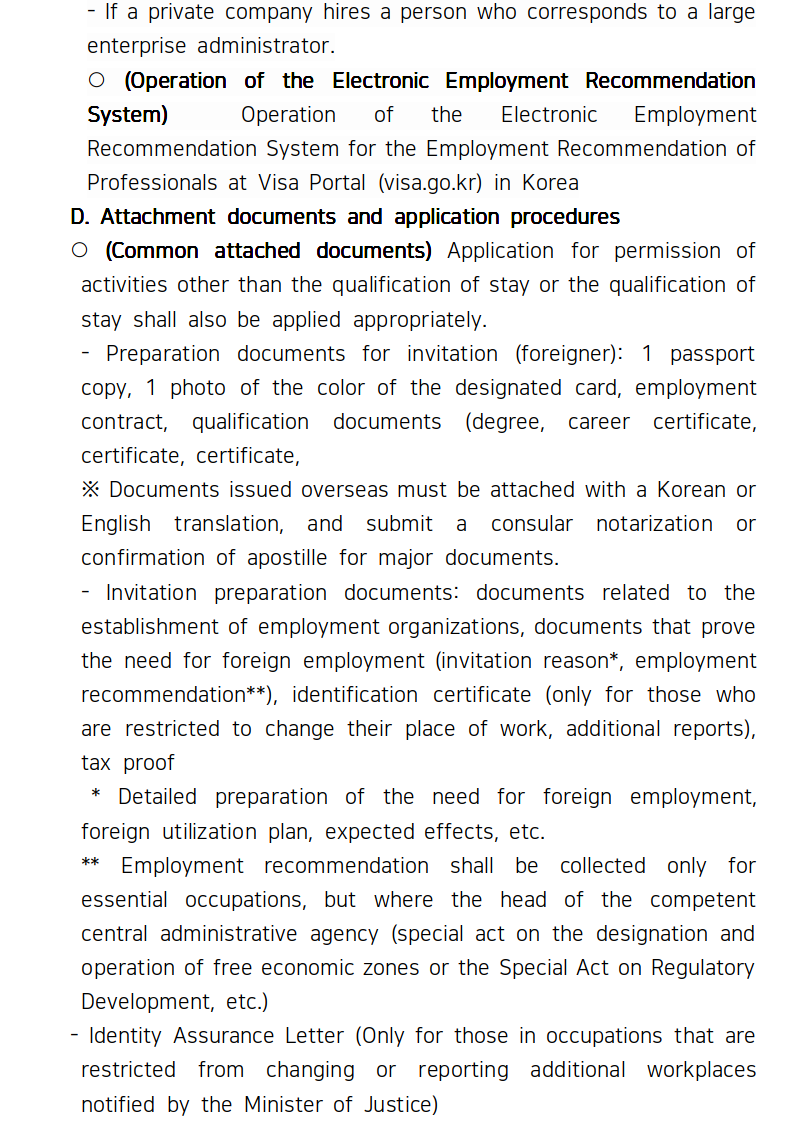 - If a private company hires a person who corresponds to a large
enterprise administrator.
○ (Operation of the Electronic Employment Recommendation
System) Operation of the Electronic Employment
Recommendation System for the Employment Recommendation of
Professionals at Visa Portal (visa.go.kr) in Korea
D. Attachment documents and application procedures
○ (Common attached documents) Application for permission of
activities other than the qualification of stay or the qualification of
stay shall also be applied appropriately.
- Preparation documents for invitation (foreigner): 1 passport
copy, 1 photo of the color of the designated card, employment
contract, qualification documents (degree, career certificate,
certificate, certificate,
※ Documents issued overseas must be attached with a Korean or
English translation, and submit a consular notarization or
confirmation of apostille for major documents.
- Invitation preparation documents: documents related to the
establishment of employment organizations, documents that prove
the need for foreign employment (invitation reason*, employment
recommendation**), identification certificate (only for those who
are restricted to change their place of work, additional reports),
tax proof
* Detailed preparation of the need for foreign employment,
foreign utilization plan, expected effects, etc.
** Employment recommendation shall be collected only for
essential occupations, but where the head of the competent
central administrative agency (special act on the designation and
operation of free economic zones or the Special Act on Regulatory
Development, etc.)
- Identity Assurance Letter (Only for those in occupations that are
restricted from changing or reporting additional workplaces
notified by the Minister of Justice)